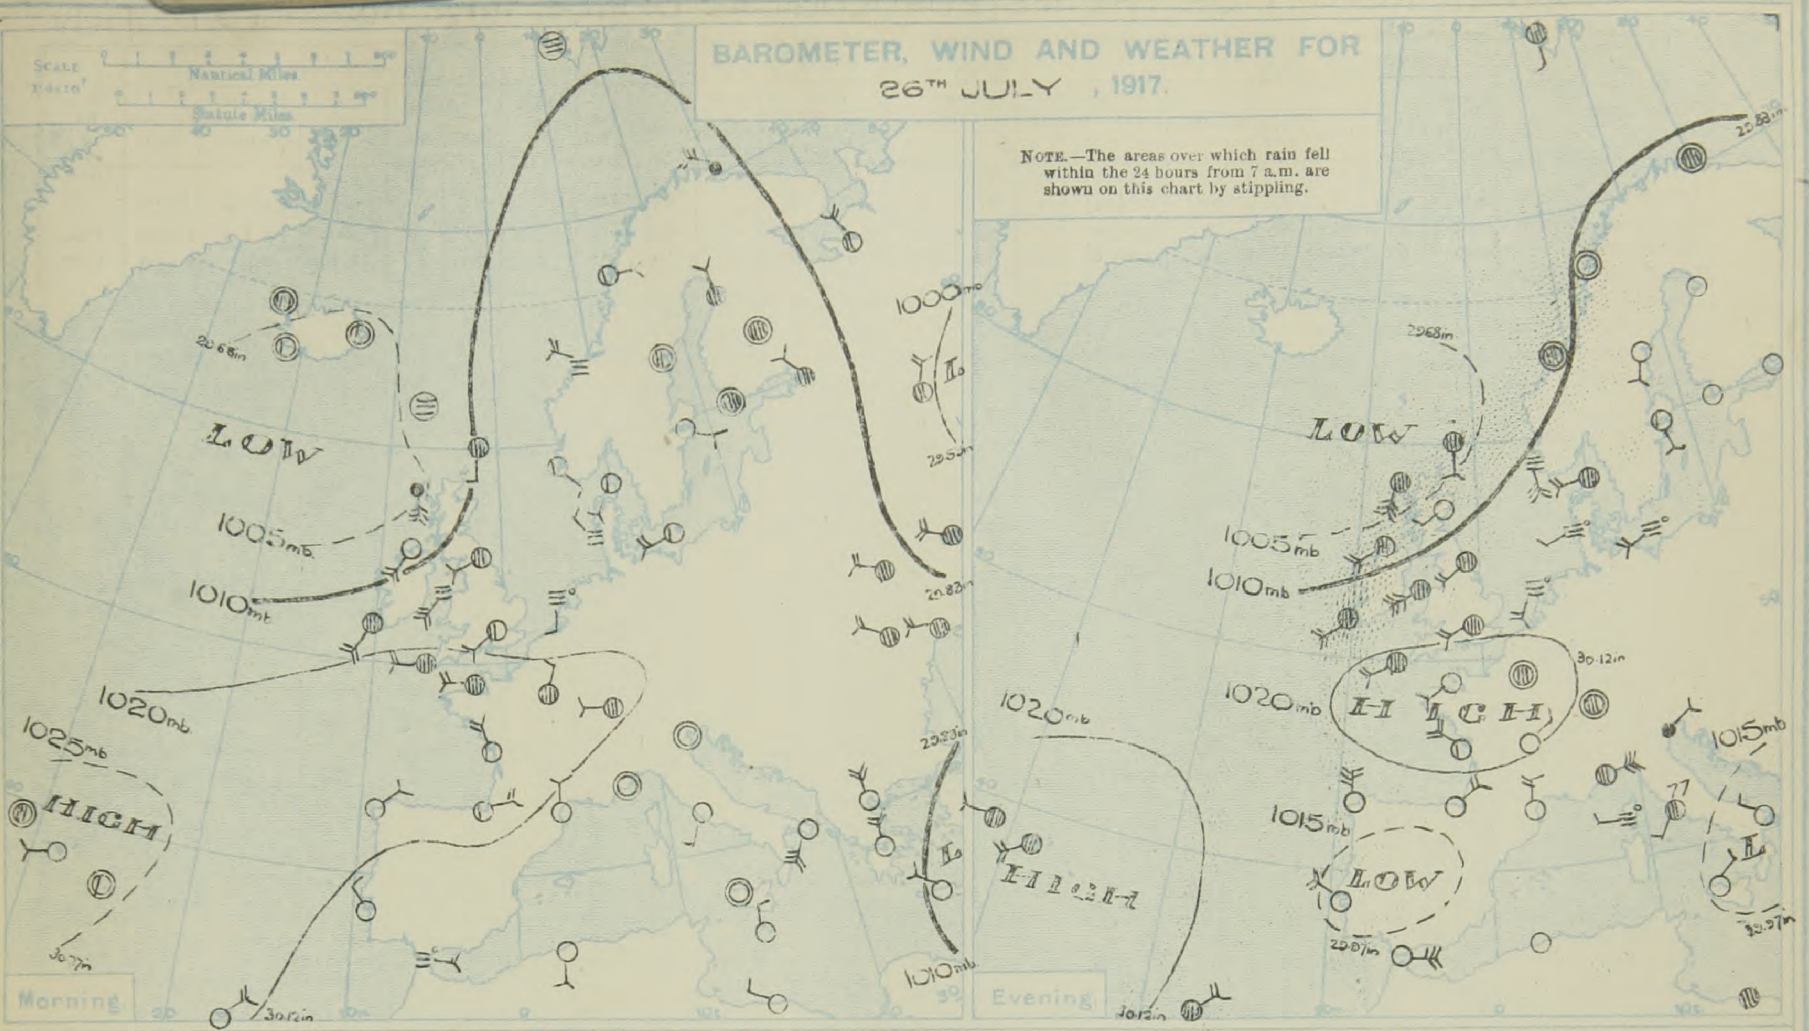 BAROMETER, WIND AND WEATHER FOR
26TH JULY, 1917.
SCALE
Nautical Miles
Statute Miles
NOTE.—The areas over which rain fell
within the 24 hours from 7 a.m. are
shown on this chart by stippling.
29.68in
LOW
1005mb
1010mb
1020mb
1025mb
HIGH
30.12in
1000mb
L
29.53in
29.83in
29.83in
L
1010mb
Morning
29.83in
29.68in
LOW
1005mb
1010mb
30.12in
1020mb
HIGH
1020mb
1015mb
1015mb
LOW
29.97in
L
29.97in
HIGH
30.12in
Evening